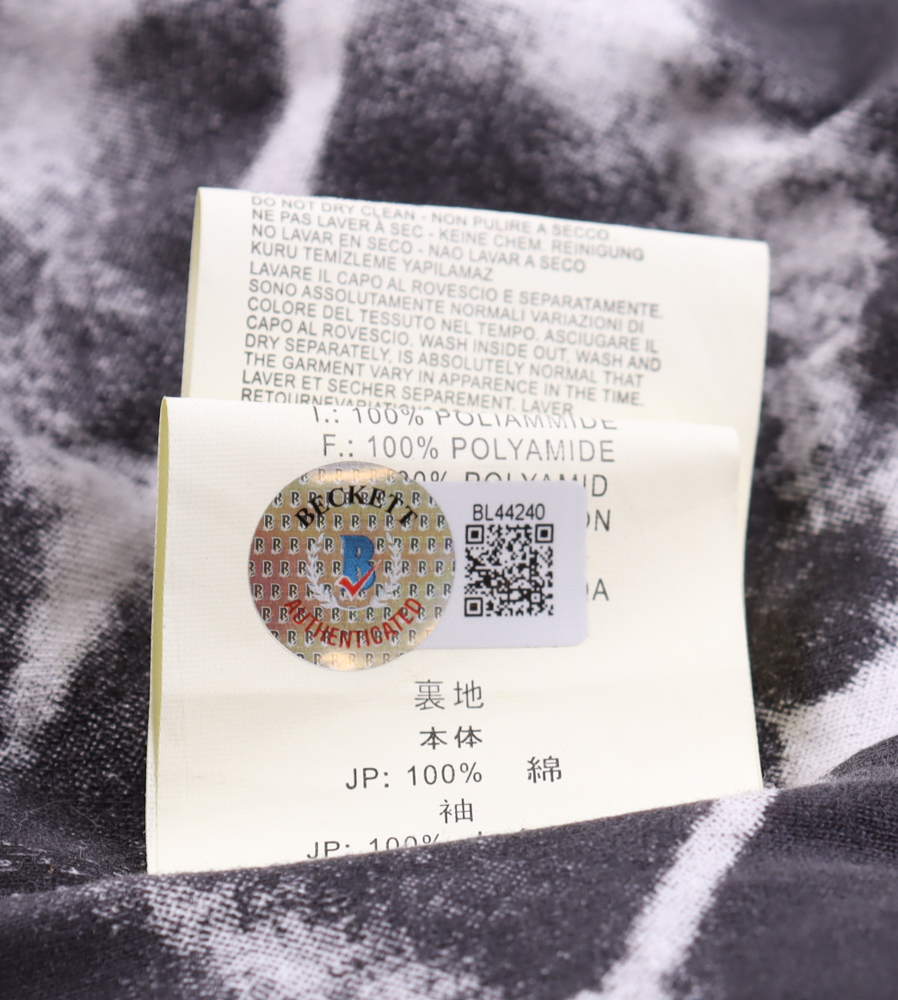 DO NOT DRY CLEAN - NON PULIRE A SECCO
NE PAS LAVER À SEC - KEINE CHEM. REINIGUNG
NO LAVAR EN SECO - NAO LAVAR A SECO
KURU TEMİZLEME YAPILAMAZ
LAVARE IL CAPO AL ROVESCIO E SEPARATAMENTE.
SONO ASSOLUTAMENTE NORMALI VARIAZIONI DI
COLORE DEL TESSUTO NEL TEMPO. ASCIUGARE IL
CAPO AL ROVESCIO. WASH INSIDE OUT, WASH AND
DRY SEPARATELY, IS ABSOLUTELY NORMAL THAT
THE GARMENT VARY IN APPARENCE IN THE TIME.
LAVER ET SECHER SEPAREMENT. LAVER
I.: 100% POLIAMMIDE
F.: 100% POLYAMIDE
POLYAMID
BECKETT
B
AUTHENTICATED
BL44240
裏地
本体
JP: 100% 綿
袖
JP: 100%